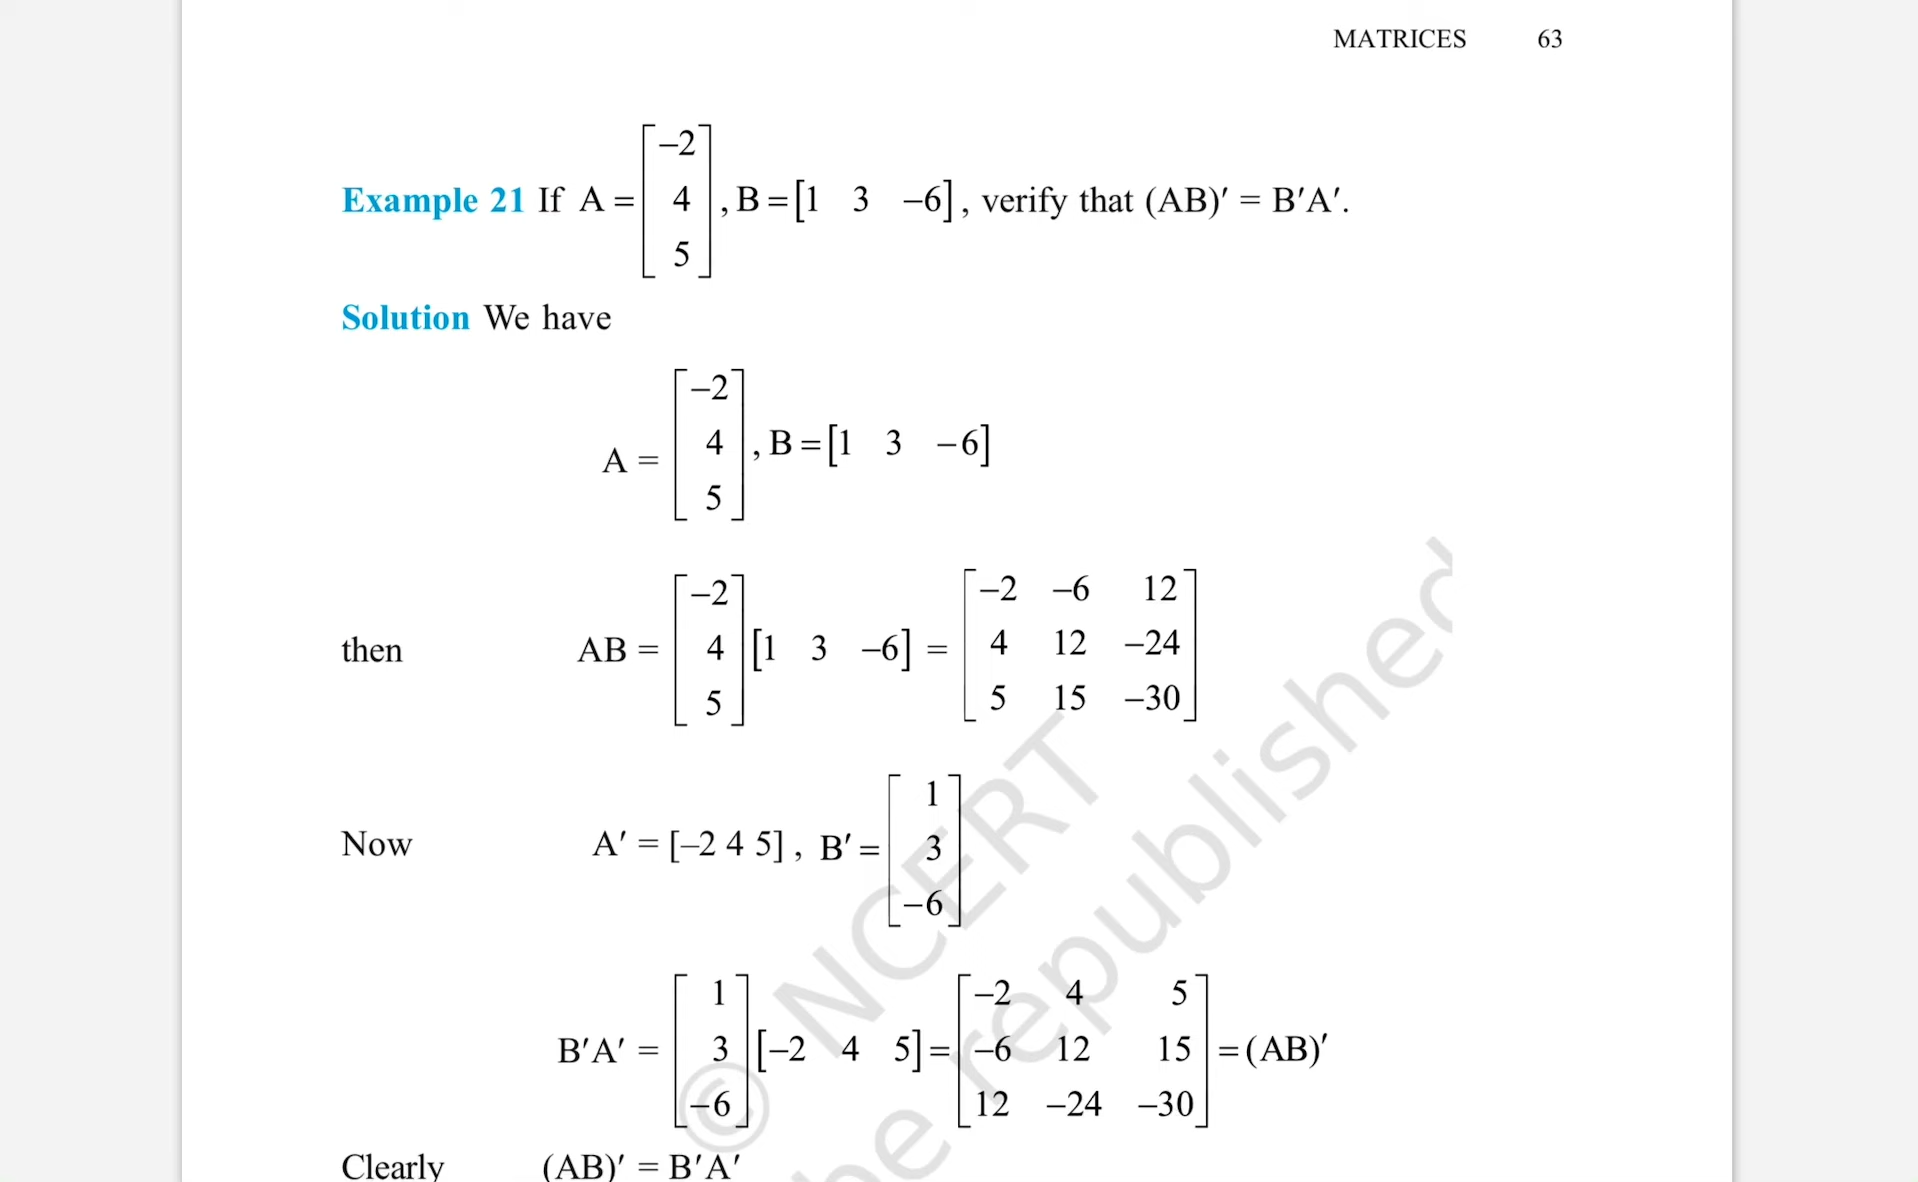 MATRICES 63
Example 21 If A = [−2 4 5] , B = [1 3 −6] , verify that (AB)′ = B′A′.
Solution We have
A = [−2 4 5] , B = [1 3 −6]
then AB = [−2 4 5] [1 3 −6] = [−2 −6 12 4 12 −24 5 15 −30]
Now A′ = [–2 4 5] , B′ = [1 3 −6]
B′A′ = [1 3 −6] [−2 4 5] = [−2 4 5 −6 12 15 12 −24 −30] = (AB)′
Clearly (AB)′ = B′A′
© NCERT
be republished